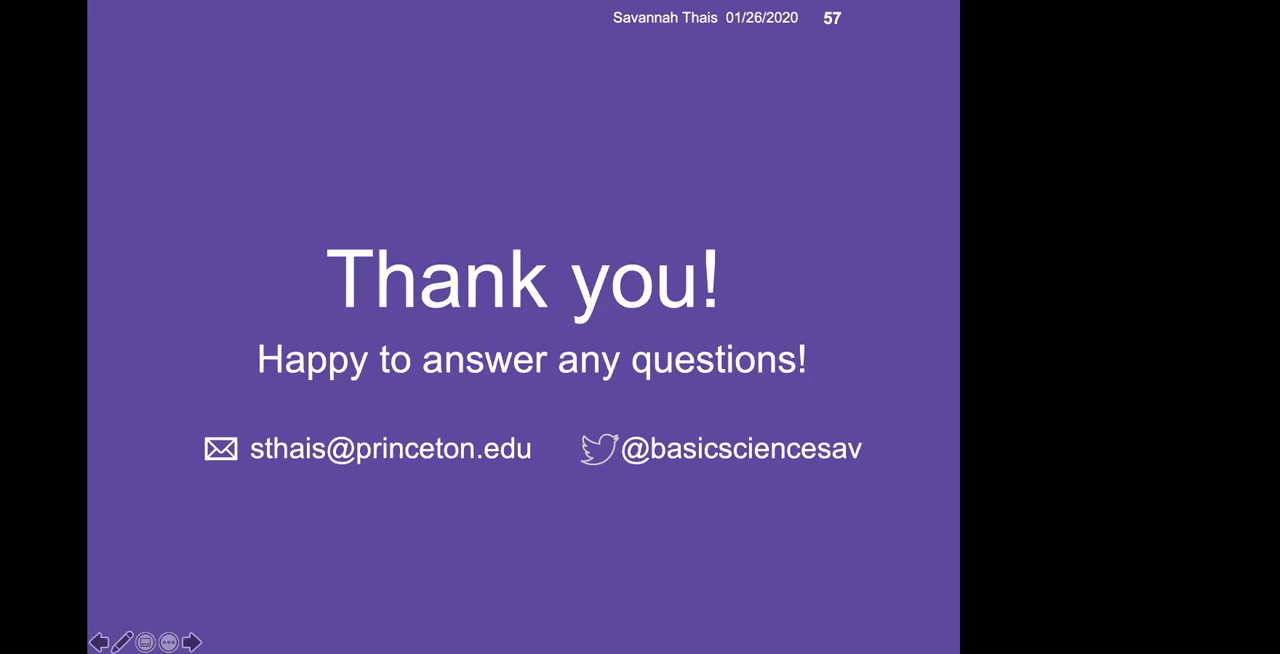 Savannah Thais 01/26/2020 57
Thank you!
Happy to answer any questions!
sthais@princeton.edu @basicsciencesav